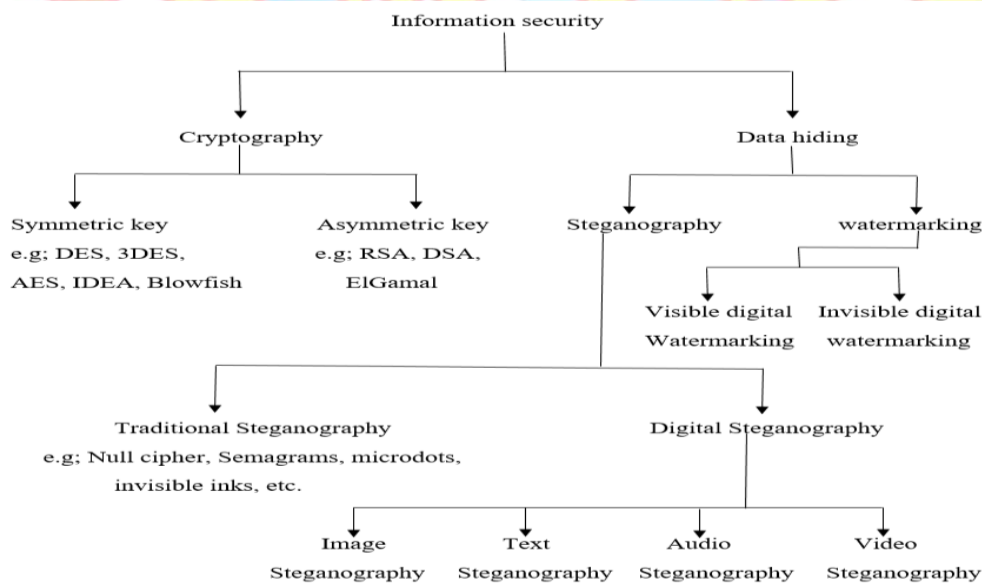 Information security
Cryptography
Data hiding
Symmetric key
e.g; DES, 3DES,
AES, IDEA, Blowfish
Asymmetric key
e.g; RSA, DSA,
ElGamal
Steganography
watermarking
Visible digital
Watermarking
Invisible digital
watermarking
Traditional Steganography
e.g; Null cipher, Semagrams, microdots,
invisible inks, etc.
Digital Steganography
Image
Steganography
Text
Steganography
Audio
Steganography
Video
Steganography